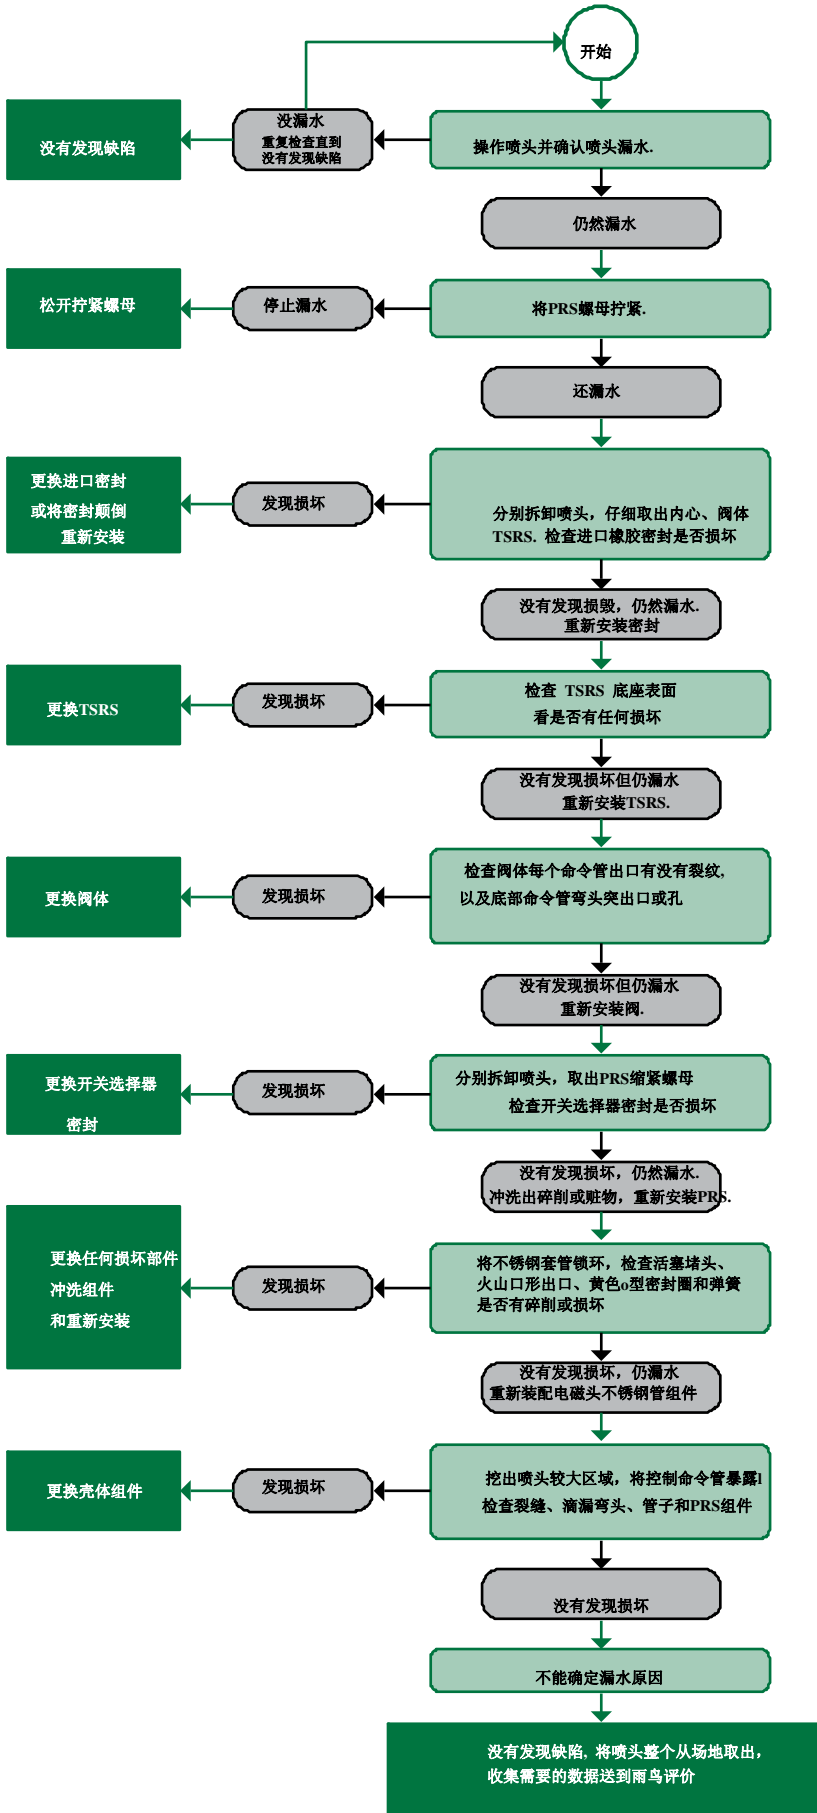 开始
没漏水
重复检查直到
没有发现缺陷
没有发现缺陷
操作喷头并确认喷头漏水.
仍然漏水
松开拧紧螺母
停止漏水
将PRS螺母拧紧.
还漏水
更换进口密封
或将密封颠倒
重新安装
发现损坏
分别拆卸喷头，仔细取出内心、阀体
TSRS. 检查进口橡胶密封是否损坏
没有发现损毁，仍然漏水.
重新安装密封
更换TSRS
发现损坏
检查 TSRS 底座表面
看是否有任何损坏
没有发现损坏但仍漏水
重新安装TSRS.
更换阀体
发现损坏
检查阀体每个命令管出口有没有裂纹,
以及底部命令管弯头突出口或孔
没有发现损坏但仍漏水
重新安装阀.
更换开关选择器
密封
发现损坏
分别拆卸喷头，取出PRS缩紧螺母
检查开关选择器密封是否损坏
没有发现损坏，仍然漏水.
冲洗出碎削或赃物，重新安装PRS.
更换任何损坏部件
冲洗组件
和重新安装
发现损坏
将不锈钢套管锁环，检查活塞堵头、
火山口形出口、黄色o型密封圈和弹簧
是否有碎削或损坏
没有发现损坏，仍漏水
重新装配电磁头不锈钢管组件
更换壳体组件
发现损坏
挖出喷头较大区域，将控制命令管暴露l
检查裂缝、滴漏弯头、管子和PRS组件
没有发现损坏
不能确定漏水原因
没有发现缺陷, 将喷头整个从场地取出，
收集需要的数据送到雨鸟评价